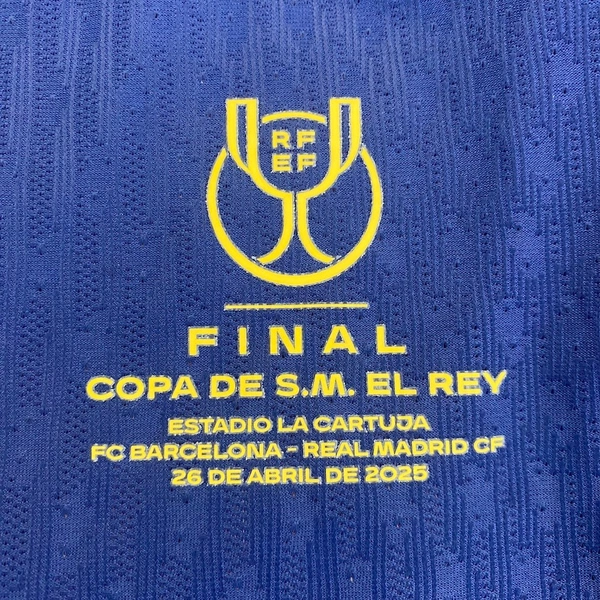 RF
EF
FINAL
COPA DE S.M. EL REY
ESTADIO LA CARTUJA
FC BARCELONA - REAL MADRID CF
26 DE ABRIL DE 2025